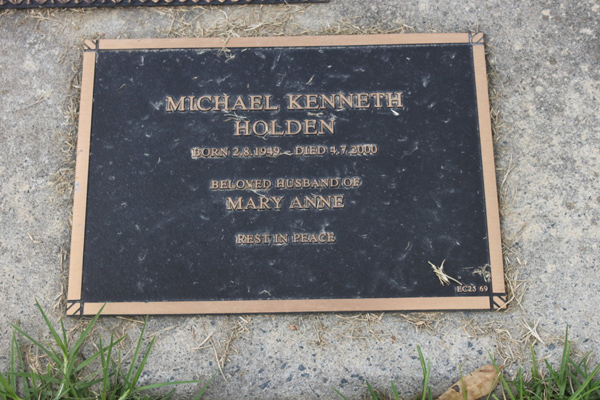 MICHAEL KENNETH
HOLDEN
BORN 2.8.1949 - DIED 4.7.2000
BELOVED HUSBAND OF
MARY ANNE
REST IN PEACE
EC23 69